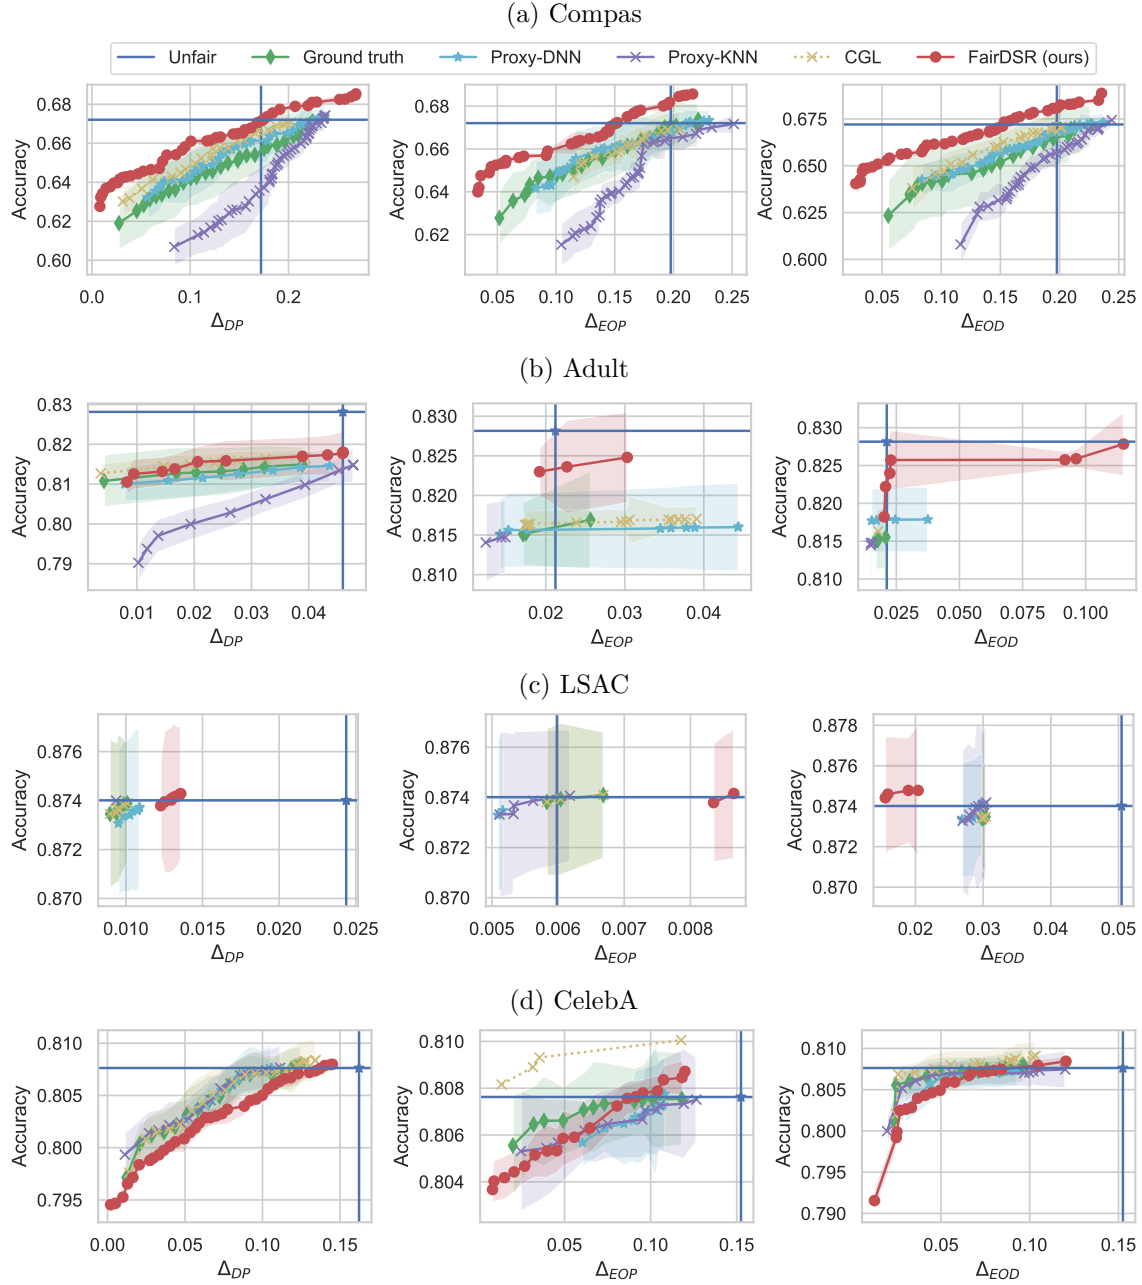 (a) Compas
Unfair Ground truth Proxy-DNN Proxy-KNN CGL FairDSR (ours)
0.68 0.66 0.64 0.62 0.60
Accuracy
0.0 0.1 0.2
Δ_DP
0.68 0.66 0.64 0.62
Accuracy
0.05 0.10 0.15 0.20 0.25
Δ_EOP
0.675 0.650 0.625 0.600
Accuracy
0.05 0.10 0.15 0.20 0.25
Δ_EOD
(b) Adult
0.83 0.82 0.81 0.80 0.79
Accuracy
0.01 0.02 0.03 0.04
Δ_DP
0.830 0.825 0.820 0.815 0.810
Accuracy
0.02 0.03 0.04
Δ_EOP
0.830 0.825 0.820 0.815 0.810
Accuracy
0.025 0.050 0.075 0.100
Δ_EOD
(c) LSAC
0.876 0.874 0.872 0.870
Accuracy
0.010 0.015 0.020 0.025
Δ_DP
0.876 0.874 0.872 0.870
Accuracy
0.005 0.006 0.007 0.008
Δ_EOP
0.878 0.876 0.874 0.872 0.870
Accuracy
0.02 0.03 0.04 0.05
Δ_EOD
(d) CelebA
0.810 0.805 0.800 0.795
Accuracy
0.00 0.05 0.10 0.15
Δ_DP
0.810 0.808 0.806 0.804
Accuracy
0.05 0.10 0.15
Δ_EOP
0.810 0.805 0.800 0.795 0.790
Accuracy
0.05 0.10 0.15
Δ_EOD